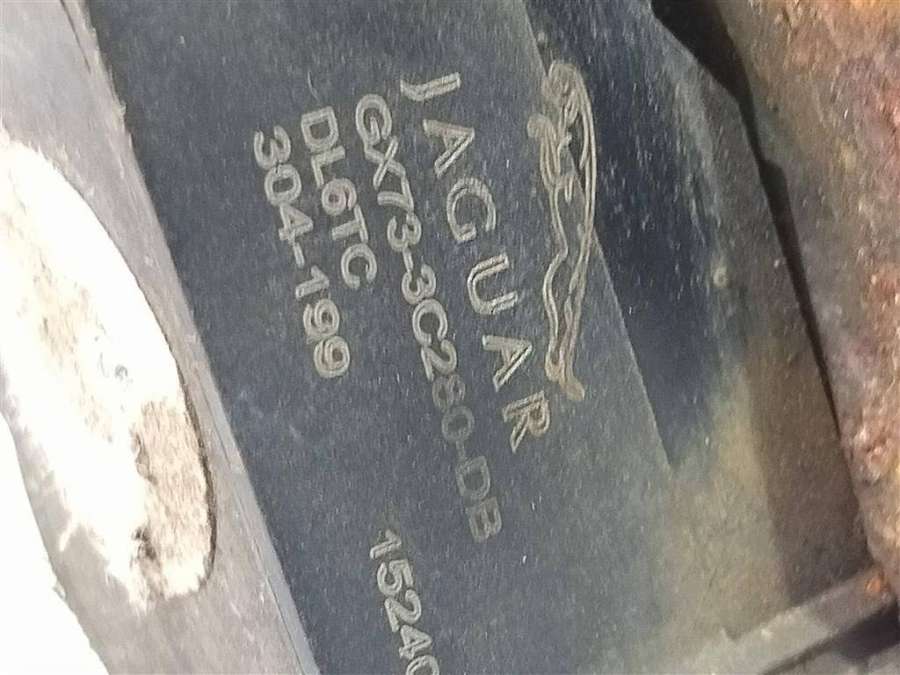 JAGUAR
GX73-3C280-DB
DL6TC
304-199
15240